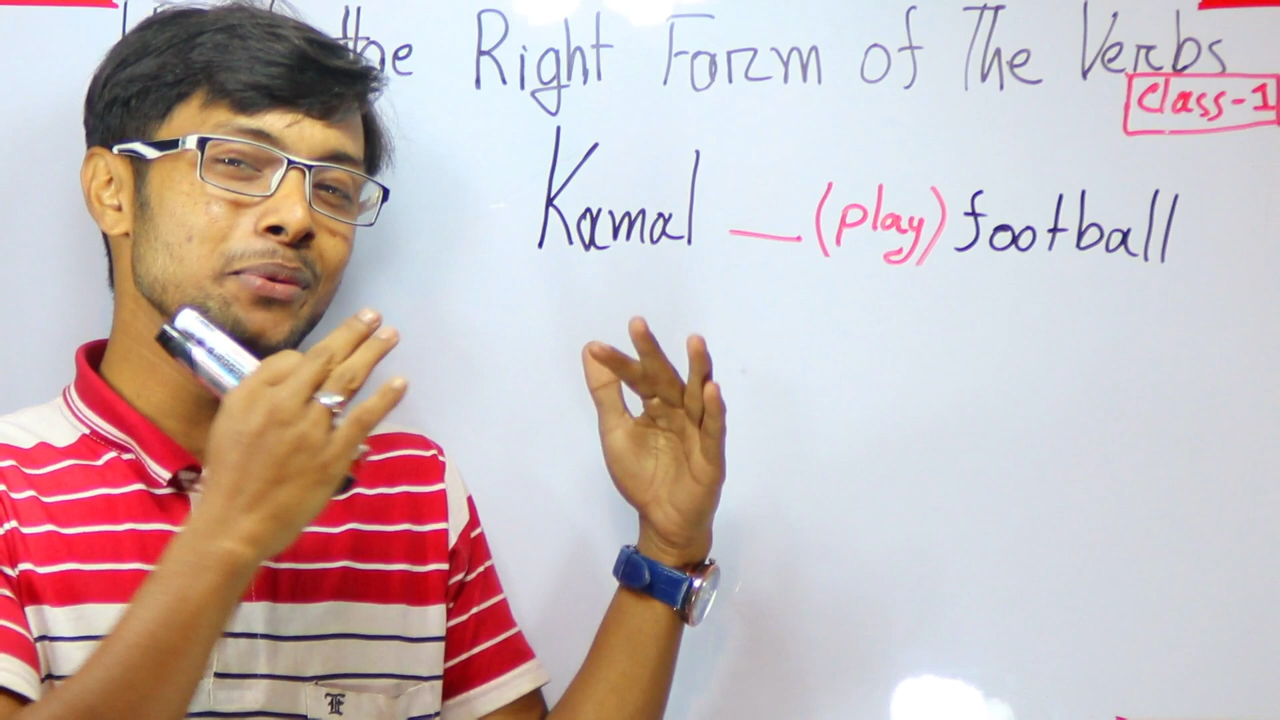 the Right Form of The Verbs
Class-1
Kamal _ (play) football